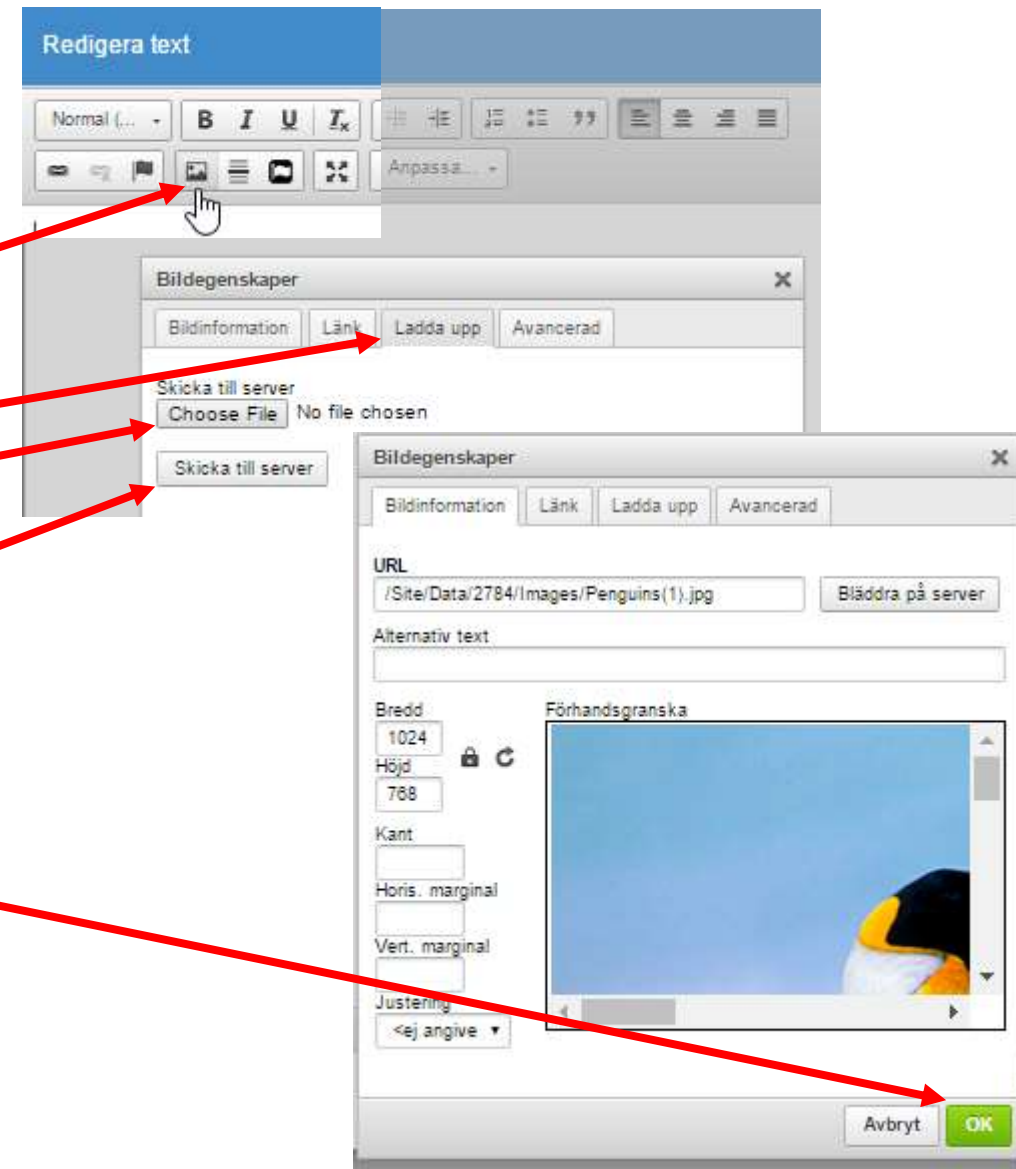 Redigera text
Normal (...
B I U Tx
Anpassa...
Bildegenskaper
Bildinformation Länk Ladda upp Avancerad
Skicka till server
Choose File No file chosen
Skicka till server
Bildegenskaper
Bildinformation Länk Ladda upp Avancerad
URL
/Site/Data/2784/Images/Penguins(1).jpg Bläddra på server
Alternativ text
Bredd Förhandsgranska
1024
Höjd
768
Kant
Horis. marginal
Vert. marginal
Justering
<ej angive
Avbryt OK